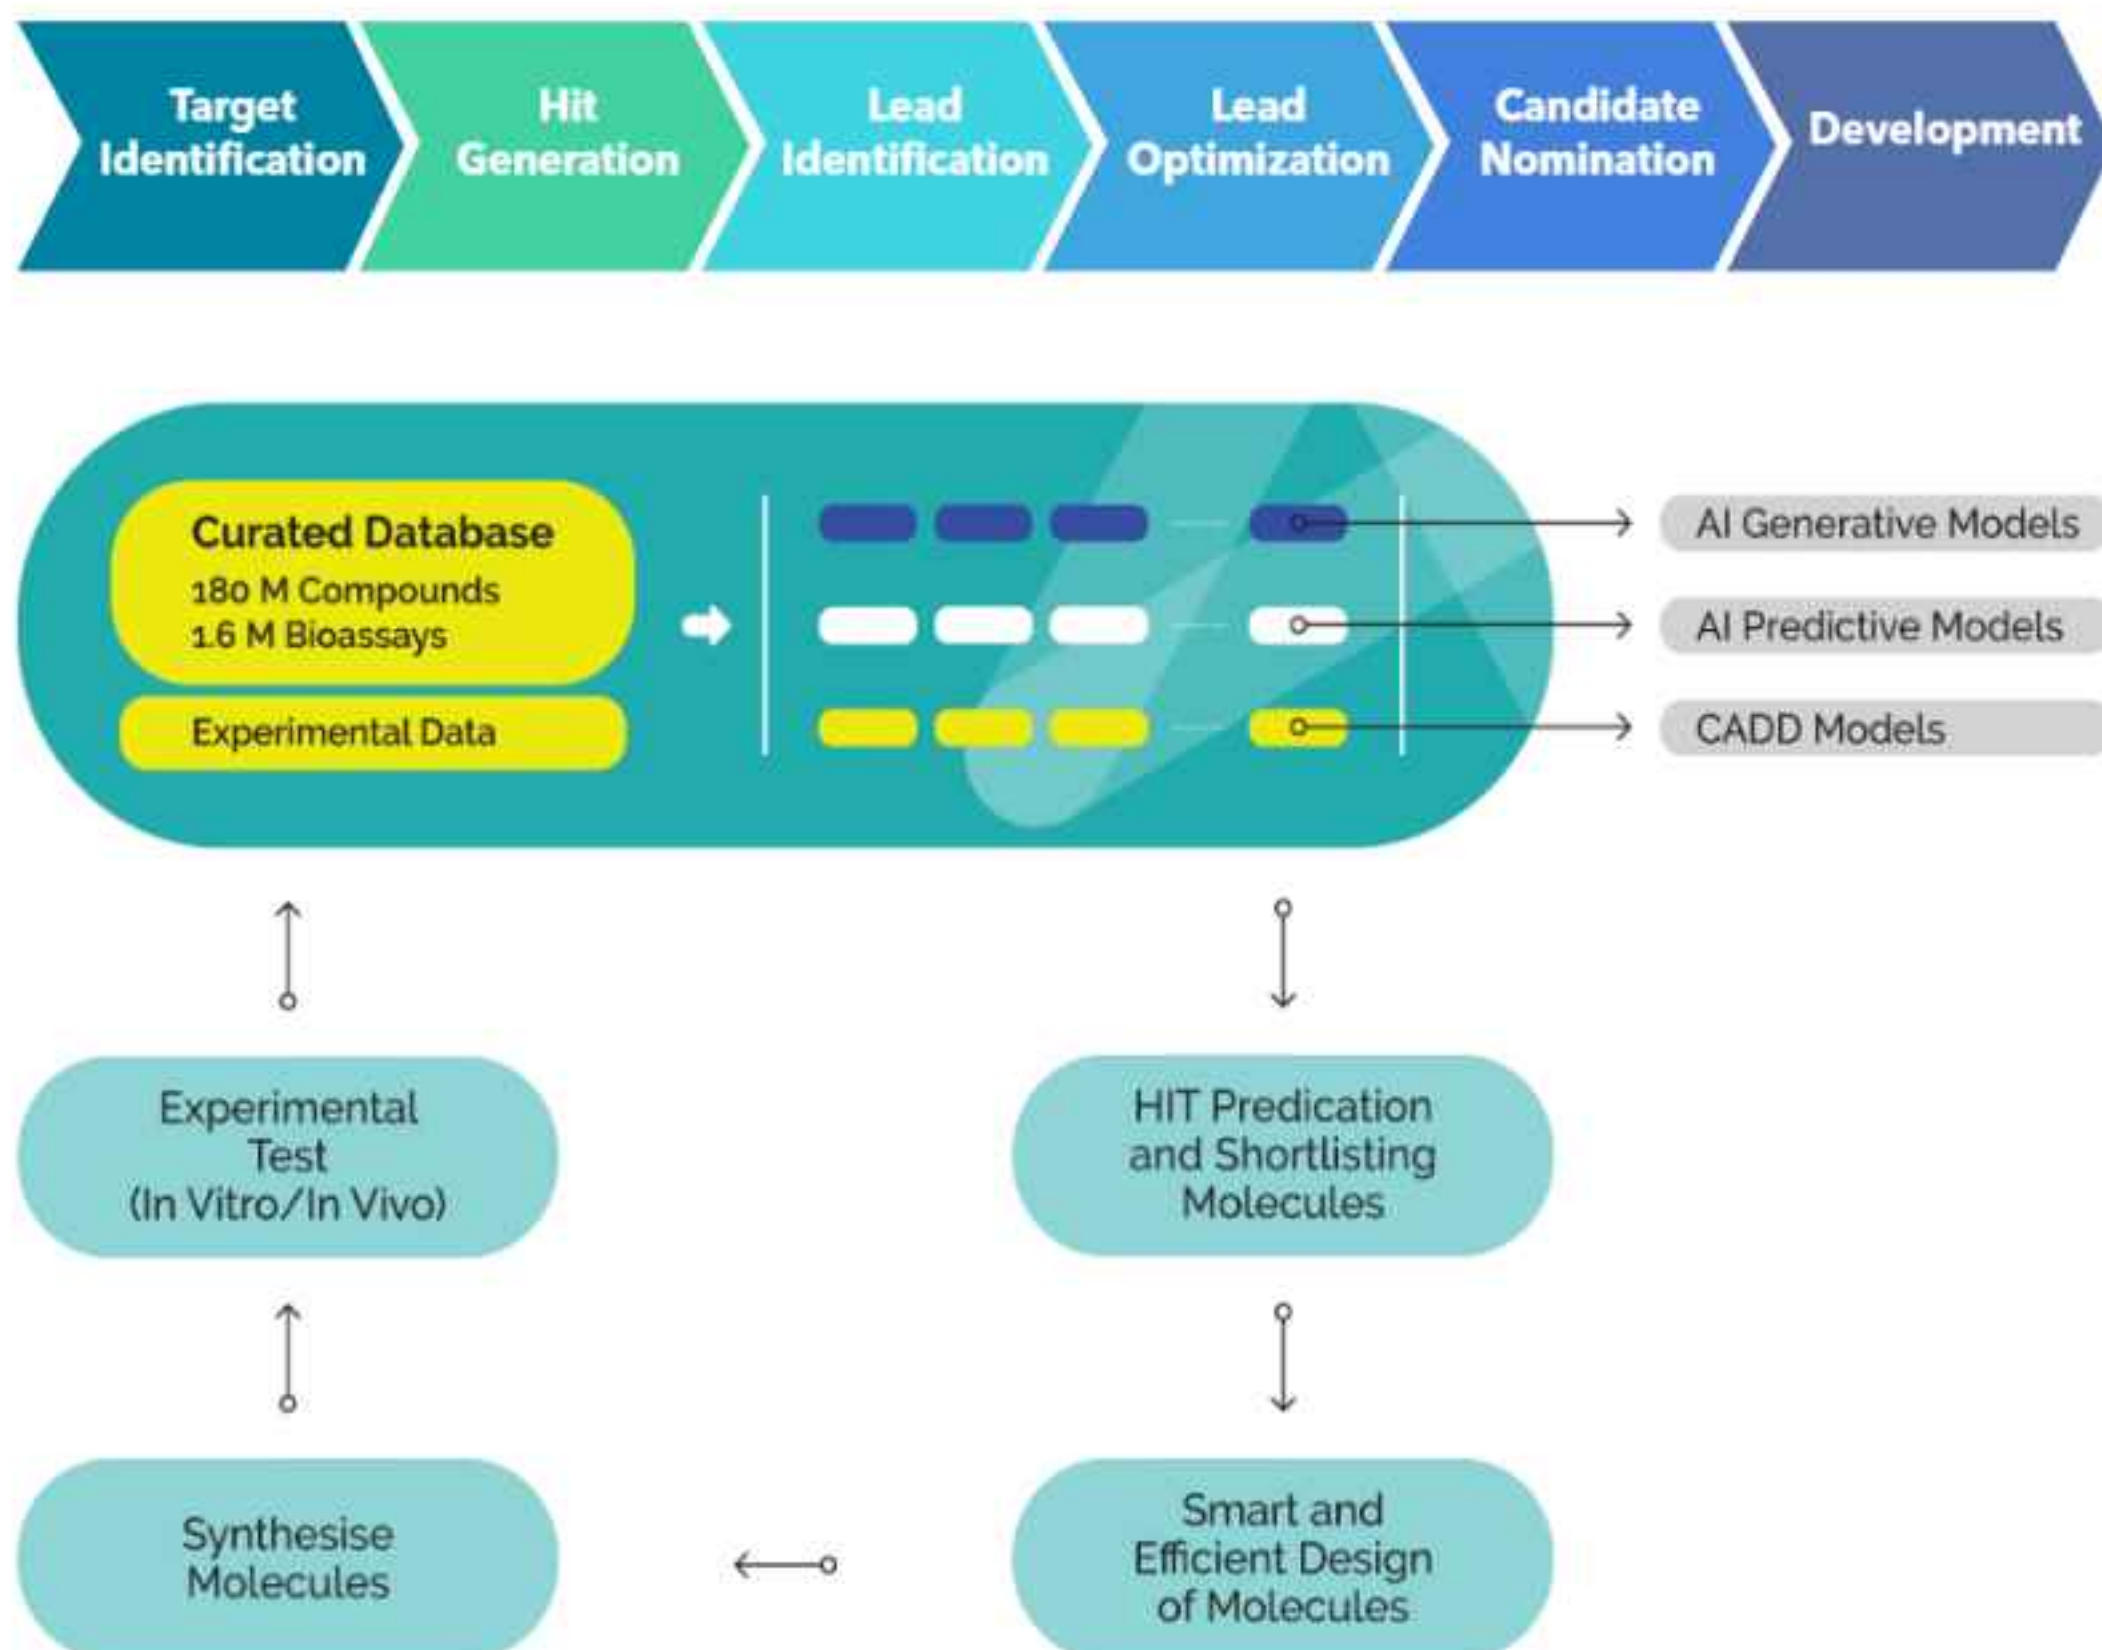 Target
Identification
Hit
Generation
Lead
Identification
Lead
Optimization
Candidate
Nomination
Development
Curated Database
180 M Compounds
1.6 M Bioassays
Experimental Data
AI Generative Models
AI Predictive Models
CADD Models
Experimental
Test
(In Vitro/In Vivo)
HIT Predication
and Shortlisting
Molecules
Synthesise
Molecules
Smart and
Efficient Design
of Molecules